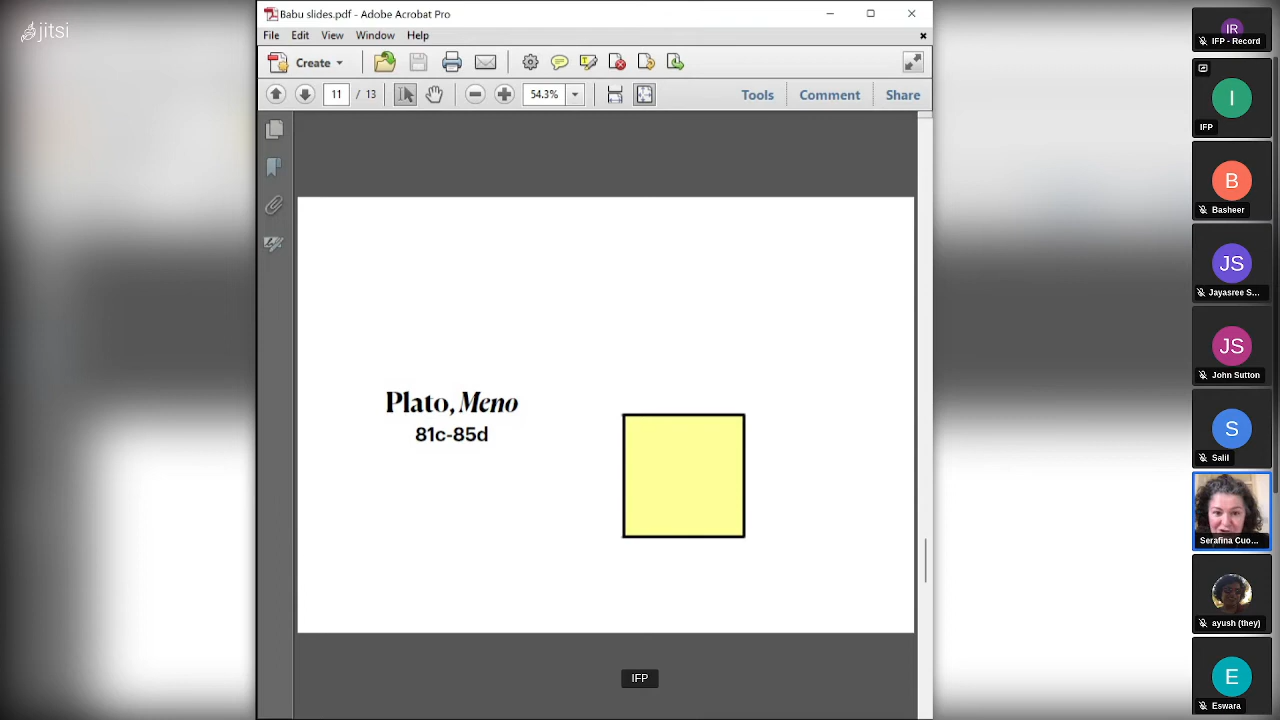 jitsi
Babu slides.pdf - Adobe Acrobat Pro
File Edit View Window Help
Create
11 / 13 54.3% Tools Comment Share
Plato, Meno
81c-85d
IFP
IR
IFP - Record
I
IFP
B
Basheer
JS
Jayasree S...
JS
John Sutton
S
Salil
Serafina Cuo...
ayush (they)
E
Eswara